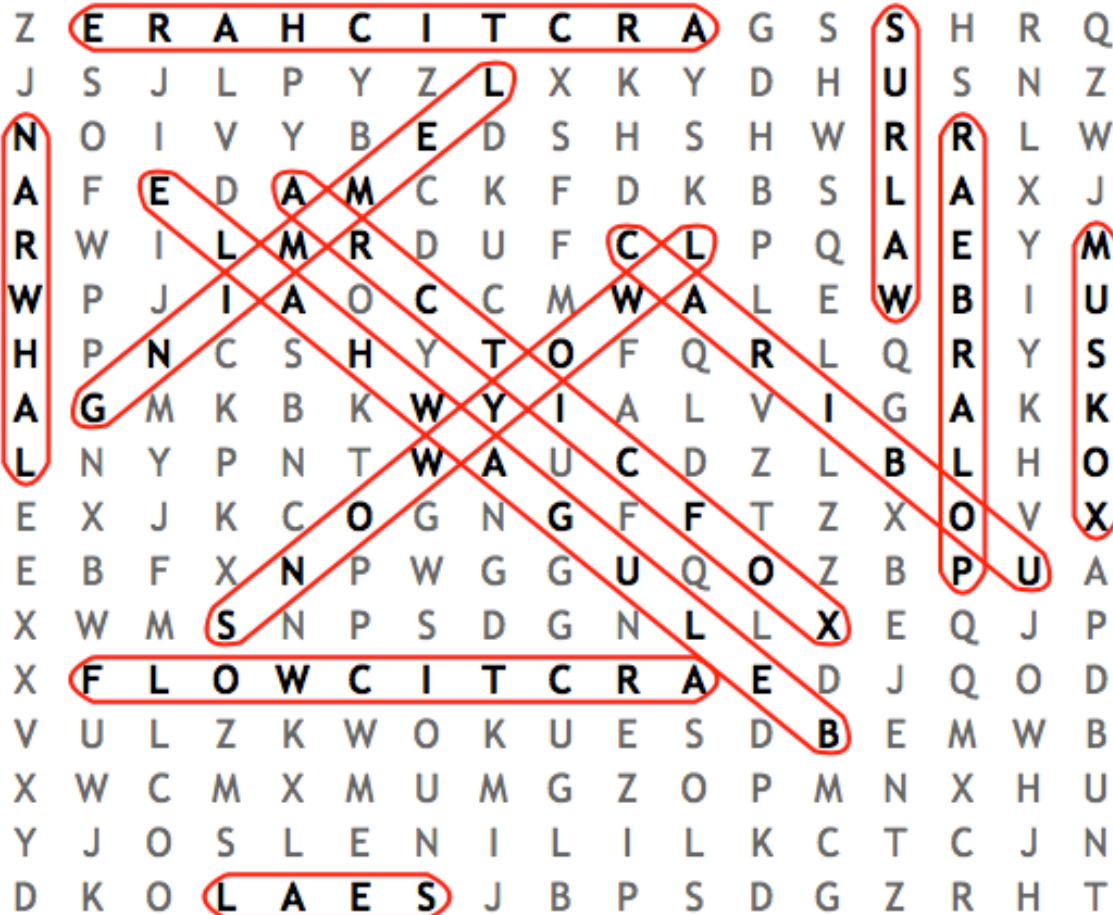 Z E R A H C I T C R A G S S H R Q
J S J L P Y Z L X K Y D H U S N Z
N O I V Y B E D S H S H W R R L W
A F E D A M C K F D K B S L A X J
R W I L M R D U F C L P Q A E Y M
W P J I A O C C M W A L E W B I U
H P N C S H Y T O F Q R L Q R Y S
A G M K B K W Y I A L V I G A K K
L N Y P N T W A U C D Z L B L H O
E X J K C O G N G F F T Z X O V X
E B F X N P W G G U Q O Z B P U A
X W M S N P S D G N L L X E Q J P
X F L O W C I T C R A E D J Q O D
V U L Z K W O K U E S D B E M W B
X W C M X M U M G Z O P M N X H U
Y J O S L E N I L I L K C T C J N
D K O L A E S J B P S D G Z R H T